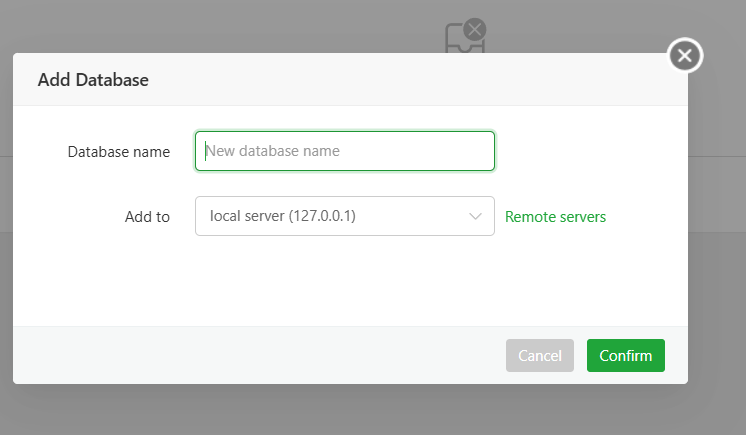 Add Database
Database name New database name
Add to local server (127.0.0.1) Remote servers
Cancel Confirm